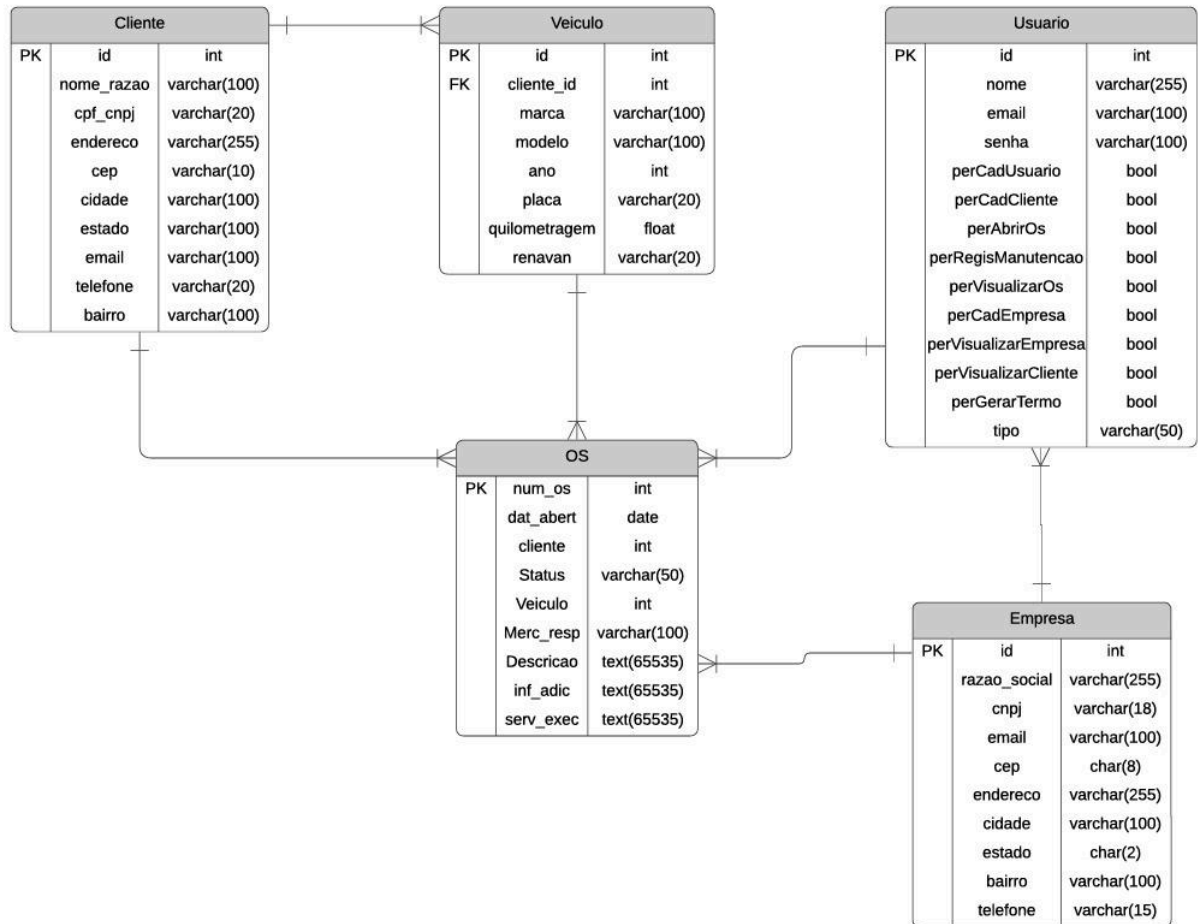 Cliente
PK id int
nome_razao varchar(100)
cpf_cnpj varchar(20)
endereco varchar(255)
cep varchar(10)
cidade varchar(100)
estado varchar(100)
email varchar(100)
telefone varchar(20)
bairro varchar(100)
Veiculo
PK id int
FK cliente_id int
marca varchar(100)
modelo varchar(100)
ano int
placa varchar(20)
quilometragem float
renavan varchar(20)
Usuario
PK id int
nome varchar(255)
email varchar(100)
senha varchar(100)
perCadUsuario bool
perCadCliente bool
perAbrirOs bool
perRegisManutencao bool
perVisualizarOs bool
perCadEmpresa bool
perVisualizarEmpresa bool
perVisualizarCliente bool
perGerarTermo bool
tipo varchar(50)
OS
PK num_os int
dat_abert date
cliente int
Status varchar(50)
Veiculo int
Merc_resp varchar(100)
Descricao text(65535)
inf_adic text(65535)
serv_exec text(65535)
Empresa
PK id int
razao_social varchar(255)
cnpj varchar(18)
email varchar(100)
cep char(8)
endereco varchar(255)
cidade varchar(100)
estado char(2)
bairro varchar(100)
telefone varchar(15)